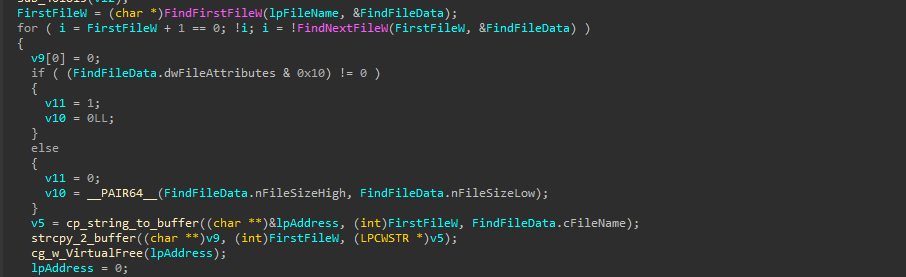 FirstFileW = (char *)FindFirstFileW(lpFileName, &FindFileData);
for ( i = FirstFileW + 1 == 0; !i; i = !FindNextFileW(FirstFileW, &FindFileData) )
{
v9[0] = 0;
if ( (FindFileData.dwFileAttributes & 0x10) != 0 )
{
v11 = 1;
v10 = 0LL;
}
else
{
v11 = 0;
v10 = __PAIR64__(FindFileData.nFileSizeHigh, FindFileData.nFileSizeLow);
}
v5 = cp_string_to_buffer((char **)&lpAddress, (int)FirstFileW, FindFileData.cFileName);
strcpy_2_buffer((char **)v9, (int)FirstFileW, (LPCWSTR *)v5);
cg_w_VirtualFree(lpAddress);
lpAddress = 0;